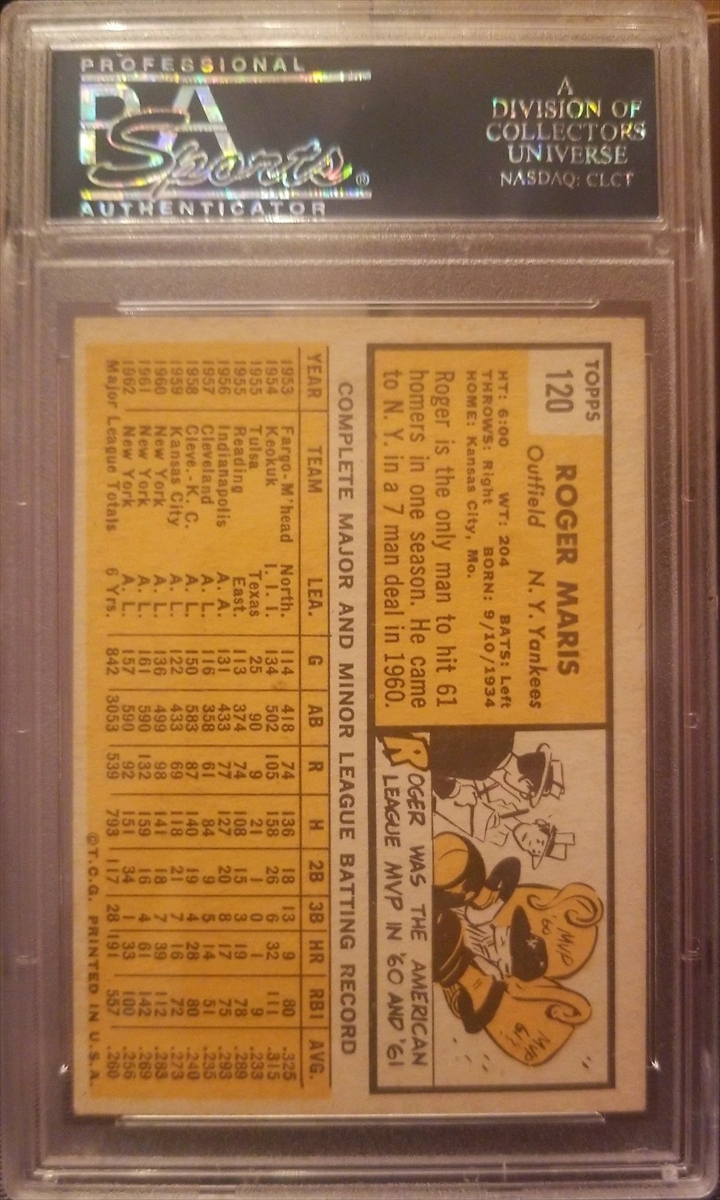 PROFESSIONAL
PSA
Sports®
AUTHENTICATOR
A
DIVISION OF
COLLECTORS
UNIVERSE
NASDAQ: CLCT
TOPPS
120
ROGER MARIS
Outfield N. Y. Yankees
HT: 6:00 WT: 204 BATS: Left
THROWS: Right BORN: 9/10/1934
HOME: Kansas City, Mo.
Roger is the only man to hit 61
homers in one season. He came
to N. Y. in a 7 man deal in 1960.
MVP
'60
MVP
'61
ROGER WAS THE AMERICAN
LEAGUE MVP IN '60 AND '61
COMPLETE MAJOR AND MINOR LEAGUE BATTING RECORD
YEAR TEAM LEA. G AB R H 2B 3B HR RBI AVG.
1953 Fargo-M'head North. 114 418 74 136 18 13 9 80 .325
1954 Keokuk I. I. I. 134 502 105 158 26 6 32 111 .315
1955 Tulsa Texas 25 90 9 21 1 0 1 9 .233
1955 Reading East. 113 374 74 108 15 3 19 78 .289
1956 Indianapolis A. A. 131 433 77 127 20 8 17 75 .293
1957 Cleveland A. L. 116 358 61 84 9 5 14 51 .235
1958 Cleve.-K. C. A. L. 150 583 87 140 19 4 28 80 .240
1959 Kansas City A. L. 122 433 69 118 21 7 16 72 .273
1960 New York A. L. 136 499 98 141 18 7 39 112 .283
1961 New York A. L. 161 590 132 159 16 4 61 142 .269
1962 New York A. L. 157 590 92 151 34 1 33 100 .256
Major League Totals 6 Yrs. 842 3053 539 793 117 28 191 557 .260
©T.C.G. PRINTED IN U.S.A.